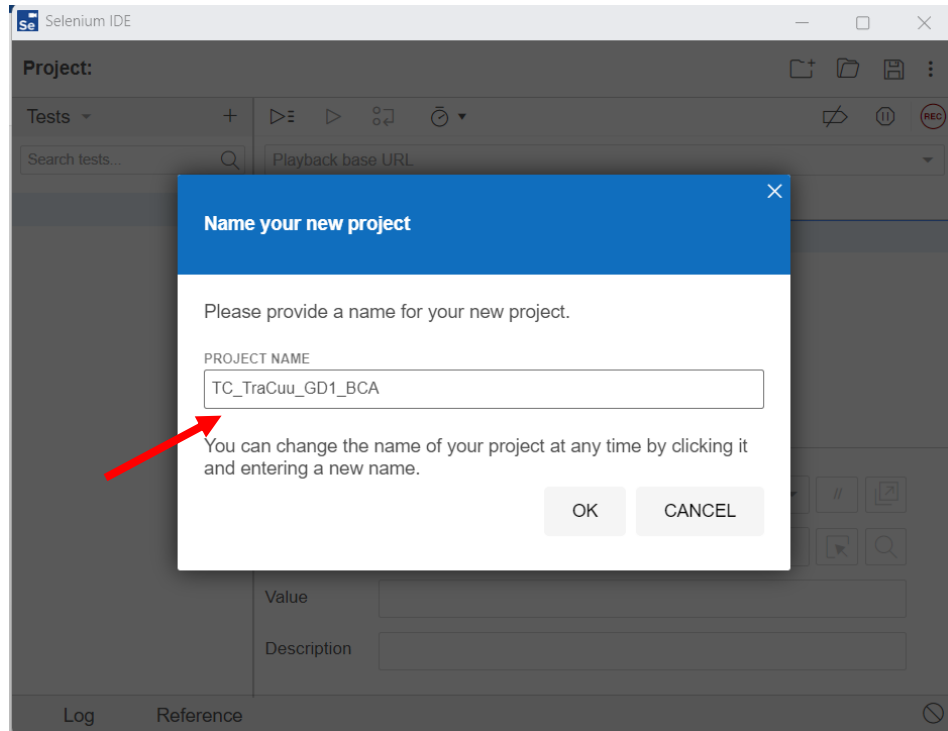 Se Selenium IDE
Project:
Tests
Search tests...
Playback base URL
REC
Name your new project
Please provide a name for your new project.
PROJECT NAME
TC_TraCuu_GD1_BCA
You can change the name of your project at any time by clicking it
and entering a new name.
OK CANCEL
//
Value
Description
Log Reference